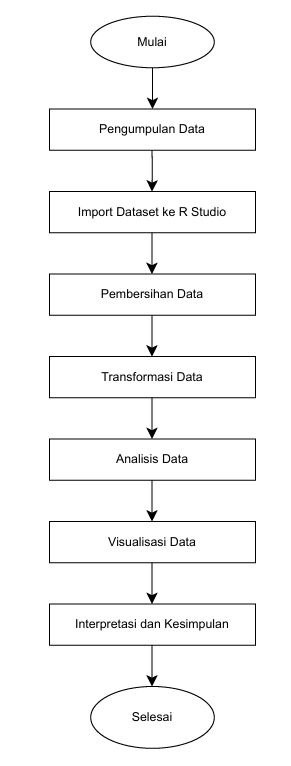 Mulai
Pengumpulan Data
Import Dataset ke R Studio
Pembersihan Data
Transformasi Data
Analisis Data
Visualisasi Data
Interpretasi dan Kesimpulan
Selesai